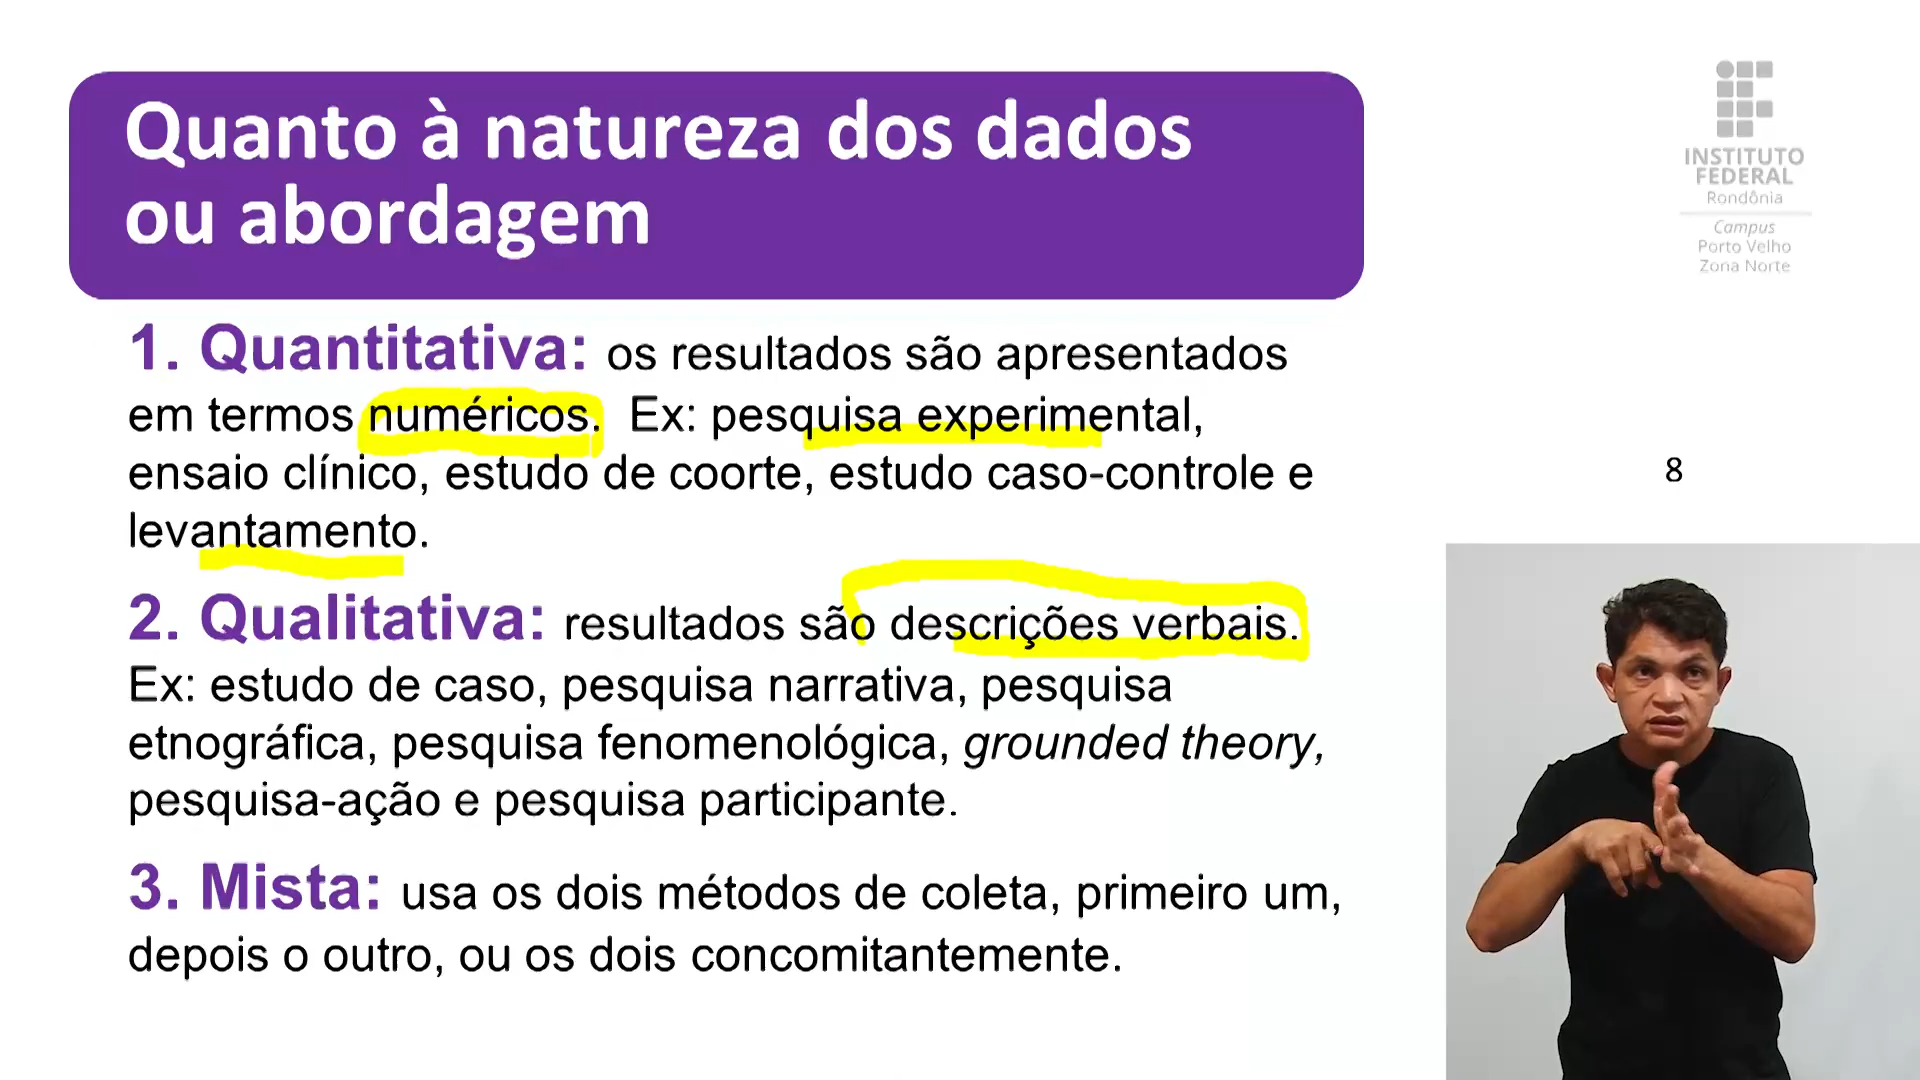 Quanto à natureza dos dados
ou abordagem
INSTITUTO
FEDERAL
Rondônia
Campus
Porto Velho
Zona Norte
1. Quantitativa: os resultados são apresentados
em termos numéricos. Ex: pesquisa experimental,
ensaio clínico, estudo de coorte, estudo caso-controle e
levantamento.
8
2. Qualitativa: resultados são descrições verbais.
Ex: estudo de caso, pesquisa narrativa, pesquisa
etnográfica, pesquisa fenomenológica, grounded theory,
pesquisa-ação e pesquisa participante.
3. Mista: usa os dois métodos de coleta, primeiro um,
depois o outro, ou os dois concomitantemente.